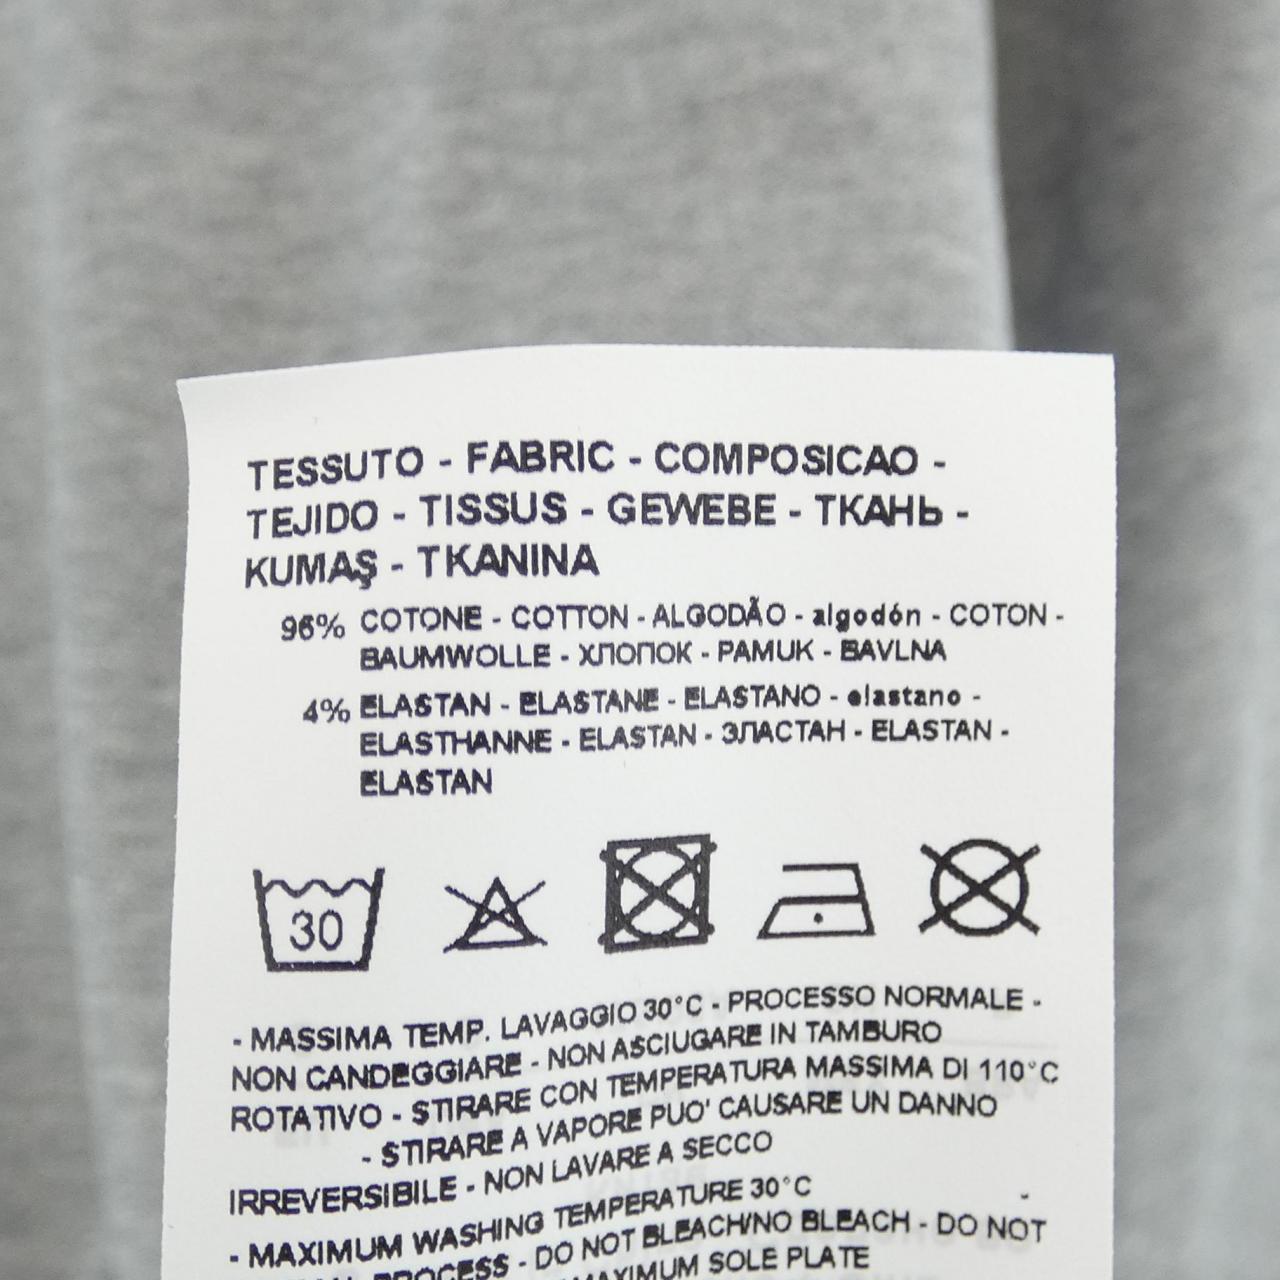 TESSUTO - FABRIC - COMPOSICAO -
TEJIDO - TISSUS - GEWEBE - ТКАНЬ -
KUMAŞ - TKANINA
96% COTONE - COTTON - ALGODÃO - algodón - COTON -
BAUMWOLLE - ХЛОПОК - PAMUK - BAVLNA
4% ELASTAN - ELASTANE - ELASTANO - elastano -
ELASTHANNE - ELASTAN - ЭЛАСТАН - ELASTAN -
ELASTAN
30
- MASSIMA TEMP. LAVAGGIO 30°C - PROCESSO NORMALE -
NON CANDEGGIARE - NON ASCIUGARE IN TAMBURO
ROTATIVO - STIRARE CON TEMPERATURA MASSIMA DI 110°C
- STIRARE A VAPORE PUO' CAUSARE UN DANNO
IRREVERSIBILE - NON LAVARE A SECCO
- MAXIMUM WASHING TEMPERATURE 30°C -
PROCESS - DO NOT BLEACH/NO BLEACH - DO NOT
MAXIMUM SOLE PLATE